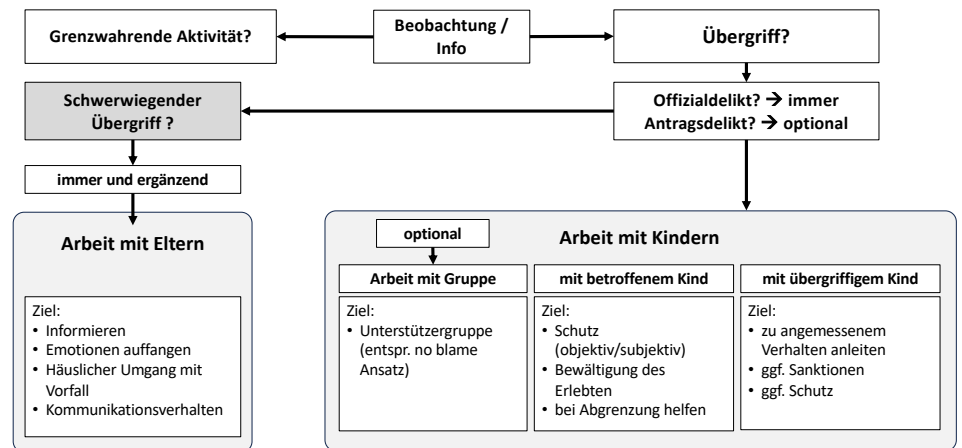 Grenzwahrende Aktivität?
Beobachtung /
Info
Übergriff?
Schwerwiegender
Übergriff ?
Offizialdelikt? → immer
Antragsdelikt? → optional
immer und ergänzend
Arbeit mit Eltern
Ziel:
• Informieren
• Emotionen auffangen
• Häuslicher Umgang mit
Vorfall
• Kommunikationsverhalten
optional
Arbeit mit Kindern
Arbeit mit Gruppe
Ziel:
• Unterstützergruppe
(entspr. no blame
Ansatz)
mit betroffenem Kind
Ziel:
• Schutz
(objektiv/subjektiv)
• Bewältigung des
Erlebten
• bei Abgrenzung helfen
mit übergriffigem Kind
Ziel:
• zu angemessenem
Verhalten anleiten
• ggf. Sanktionen
• ggf. Schutz